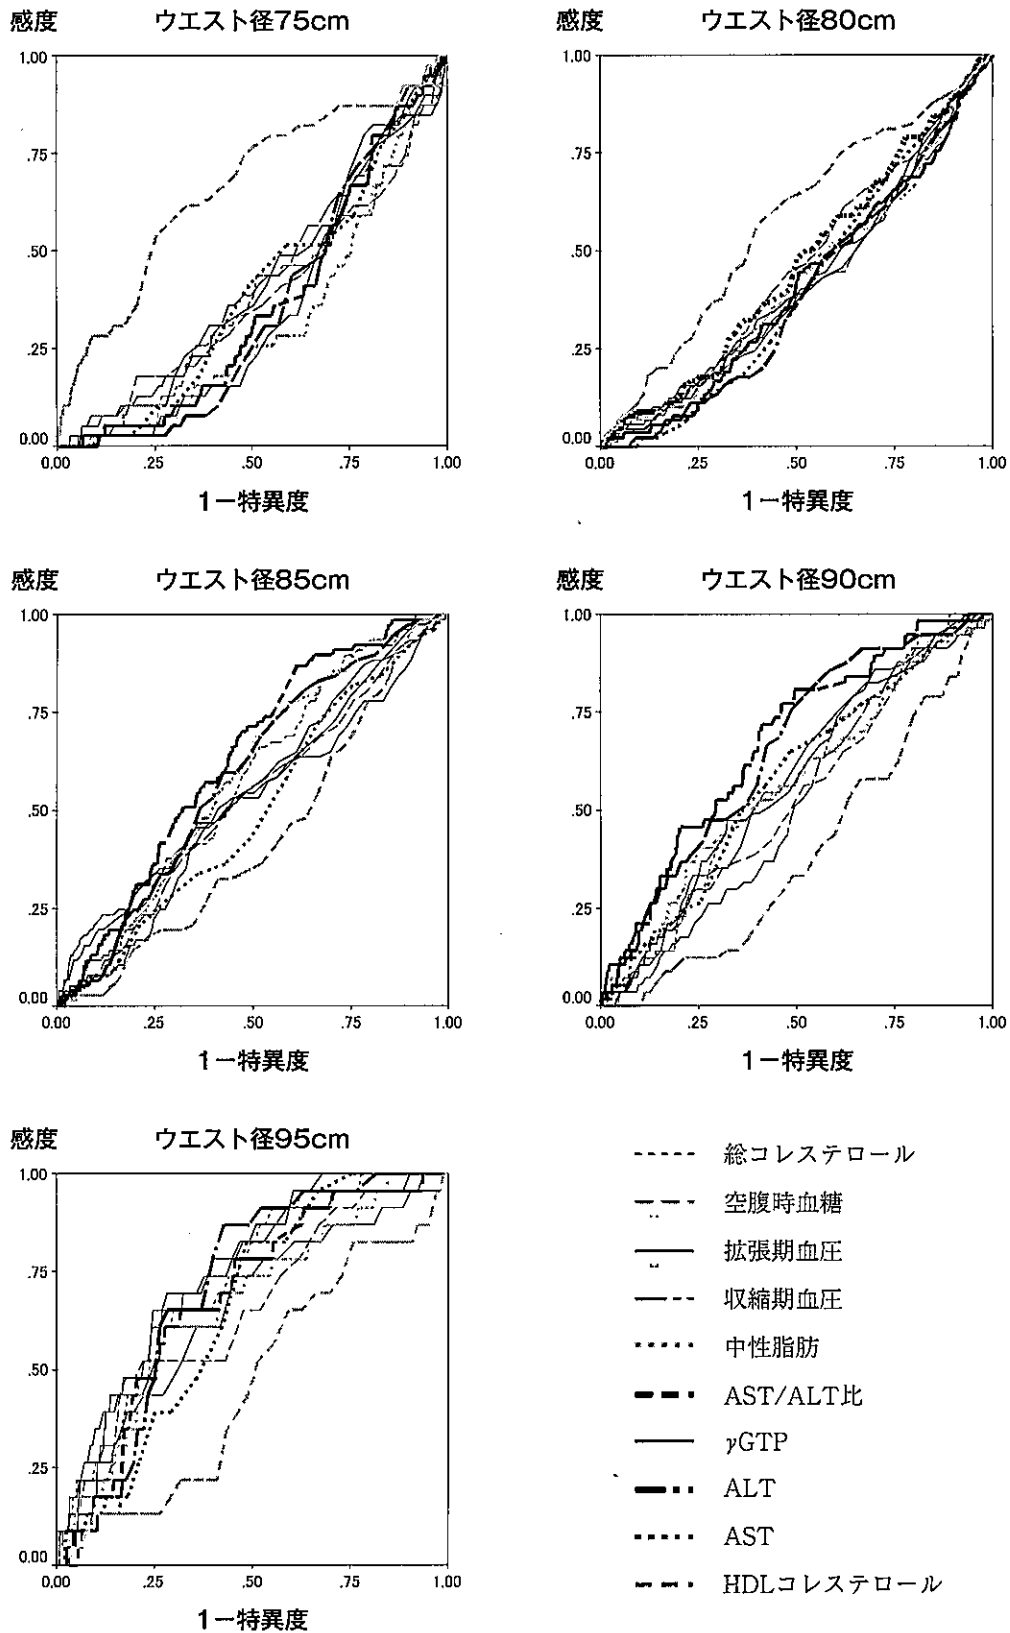 感度 ウエスト径75cm
1.00
.75
.50
.25
0.00
0.00 .25 .50 .75 1.00
1－特異度
感度 ウエスト径80cm
1.00
.75
.50
.25
0.00
0.00 .25 .50 .75 1.00
1－特異度
感度 ウエスト径85cm
1.00
.75
.50
.25
0.00
0.00 .25 .50 .75 1.00
1－特異度
感度 ウエスト径90cm
1.00
.75
.50
.25
0.00
0.00 .25 .50 .75 1.00
1－特異度
感度 ウエスト径95cm
1.00
.75
.50
.25
0.00
0.00 .25 .50 .75 1.00
1－特異度
総コレステロール
空腹時血糖
拡張期血圧
収縮期血圧
中性脂肪
AST/ALT比
γGTP
ALT
AST
HDLコレステロール